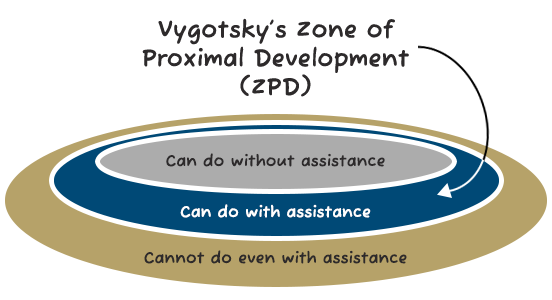 Vygotsky's Zone of
Proximal Development
(ZPD)
Can do without assistance
Can do with assistance
Cannot do even with assistance